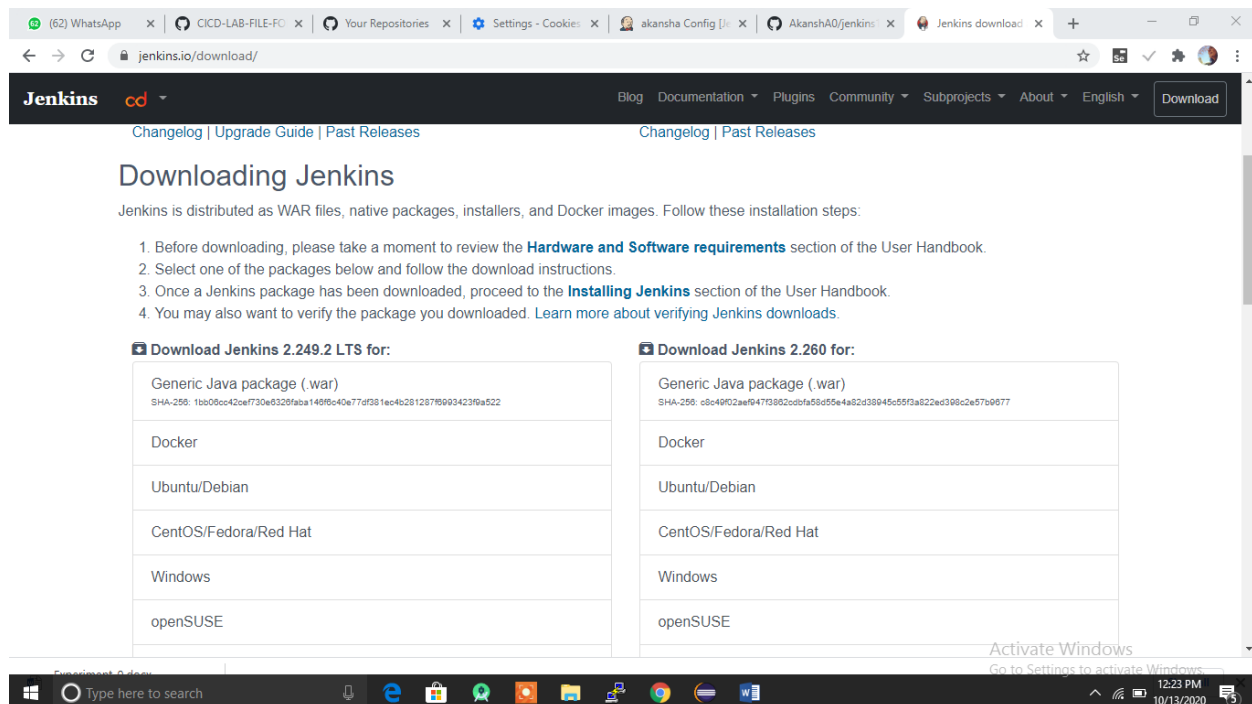 (62) WhatsApp
CICD-LAB-FILE-FO
Your Repositories
Settings - Cookies
akansha Config [Je
AkanshA0/jenkins
Jenkins download
jenkins.io/download/
Jenkins cd Blog Documentation Plugins Community Subprojects About English Download
Changelog | Upgrade Guide | Past Releases
Changelog | Past Releases
Downloading Jenkins
Jenkins is distributed as WAR files, native packages, installers, and Docker images. Follow these installation steps:
1. Before downloading, please take a moment to review the Hardware and Software requirements section of the User Handbook.
2. Select one of the packages below and follow the download instructions.
3. Once a Jenkins package has been downloaded, proceed to the Installing Jenkins section of the User Handbook.
4. You may also want to verify the package you downloaded. Learn more about verifying Jenkins downloads.
Download Jenkins 2.249.2 LTS for:
Generic Java package (.war)
SHA-256:
Docker
Ubuntu/Debian
CentOS/Fedora/Red Hat
Windows
openSUSE
Download Jenkins 2.260 for:
Generic Java package (.war)
SHA-256:
Docker
Ubuntu/Debian
CentOS/Fedora/Red Hat
Windows
openSUSE
Activate Windows
Go to Settings to activate Windows.
Type here to search
12:23 PM
10/13/2020